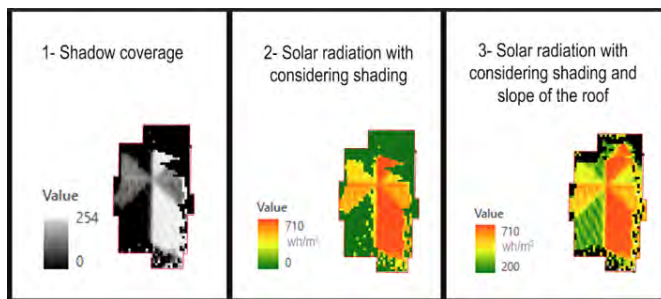 1- Shadow coverage
Value
254
0
2- Solar radiation with
considering shading
Value
710
wh/m²
0
3- Solar radiation with
considering shading and
slope of the roof
Value
710
wh/m²
200